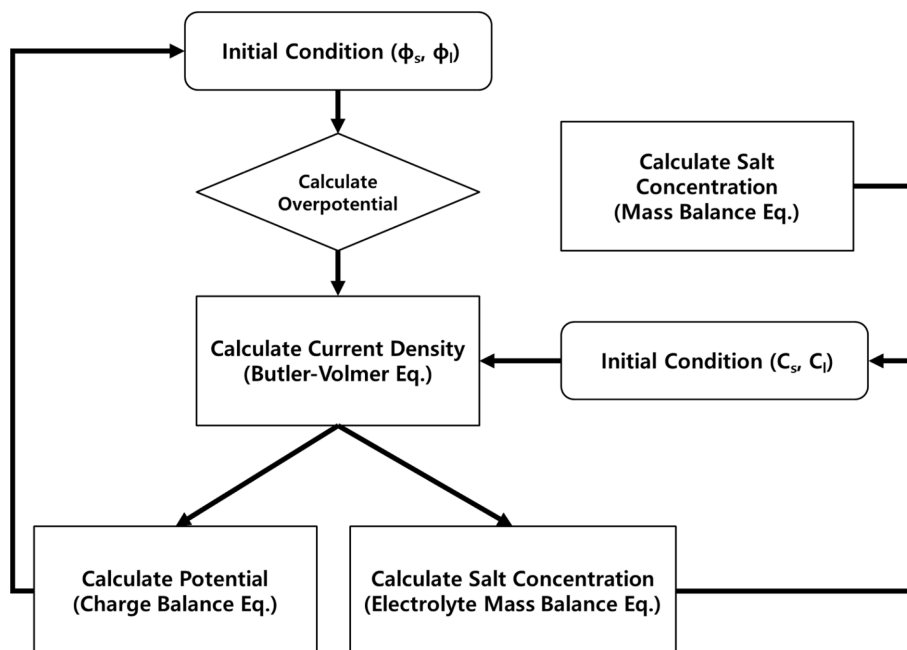 Initial Condition (ϕₛ, ϕₗ)
Calculate
Overpotential
Calculate Salt
Concentration
(Mass Balance Eq.)
Calculate Current Density
(Butler-Volmer Eq.)
Initial Condition (Cₛ, Cₗ)
Calculate Potential
(Charge Balance Eq.)
Calculate Salt Concentration
(Electrolyte Mass Balance Eq.)